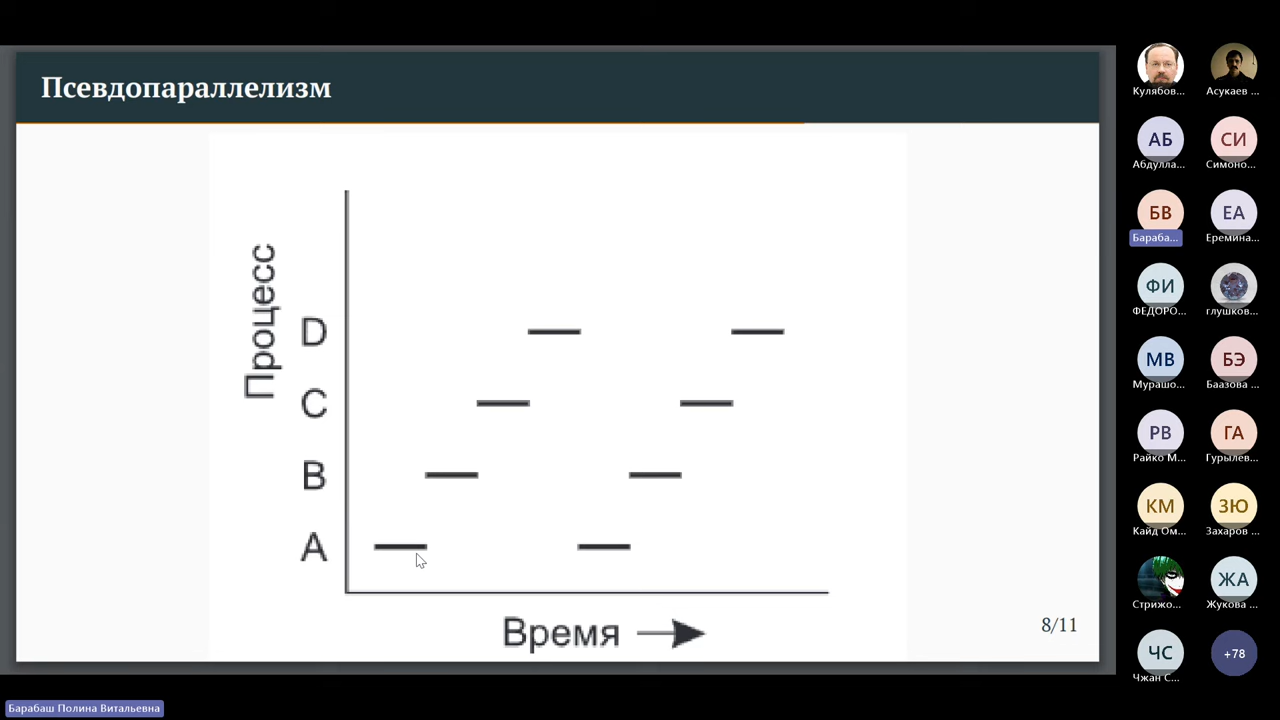 Псевдопараллелизм
Процесс
D
C
B
A
Время
8/11
Кулябов...
Асукаев ...
АБ
Абдулла...
СИ
Симоно...
БВ
Бараба...
ЕА
Еремина...
ФИ
ФЕДОРО...
глушков...
МВ
Мурашо...
БЭ
Баазова ...
РВ
Райко М...
ГА
Гурылев...
КМ
Кайд Ом...
ЗЮ
Захаров ...
Стрижо...
ЖА
Жукова ...
ЧС
Чжан С...
+78
Барабаш Полина Витальевна